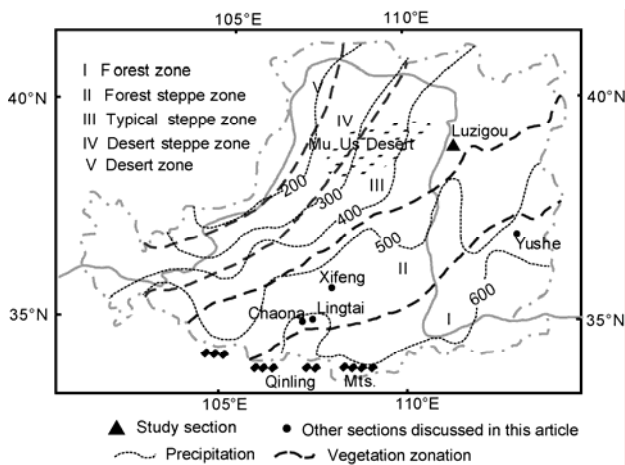 105°E 110°E
I Forest zone
II Forest steppe zone
III Typical steppe zone
IV Desert steppe zone
V Desert zone
40°N 40°N
V
IV
Mu Us Desert
Luzigou
III
200
300
400
500
600
Yushe
Xifeng
II
Chaona Lingtai
I
35°N 35°N
Qinling Mts.
105°E 110°E
Study section Other sections discussed in this article
Precipitation Vegetation zonation